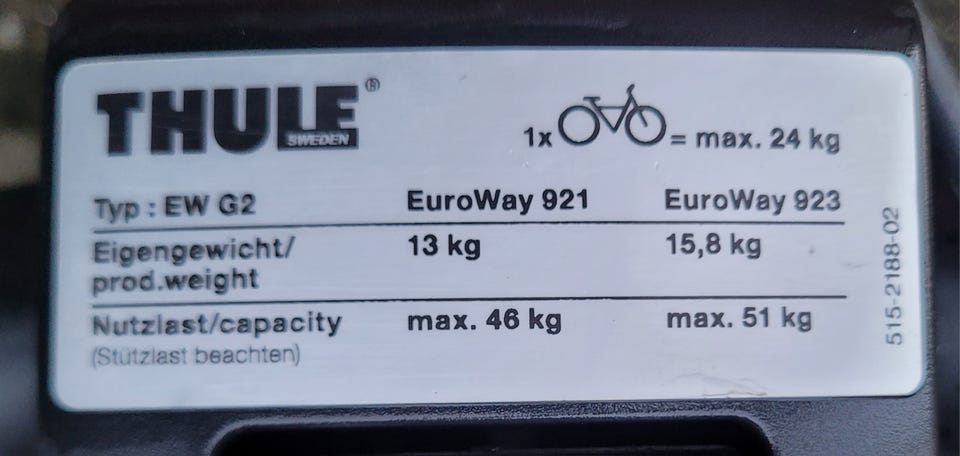 THULE®
SWEDEN
1x = max. 24 kg
Typ : EW G2 EuroWay 921 EuroWay 923
Eigengewicht/ 13 kg 15,8 kg
prod.weight
Nutzlast/capacity max. 46 kg max. 51 kg
(Stützlast beachten)
515-2188-02